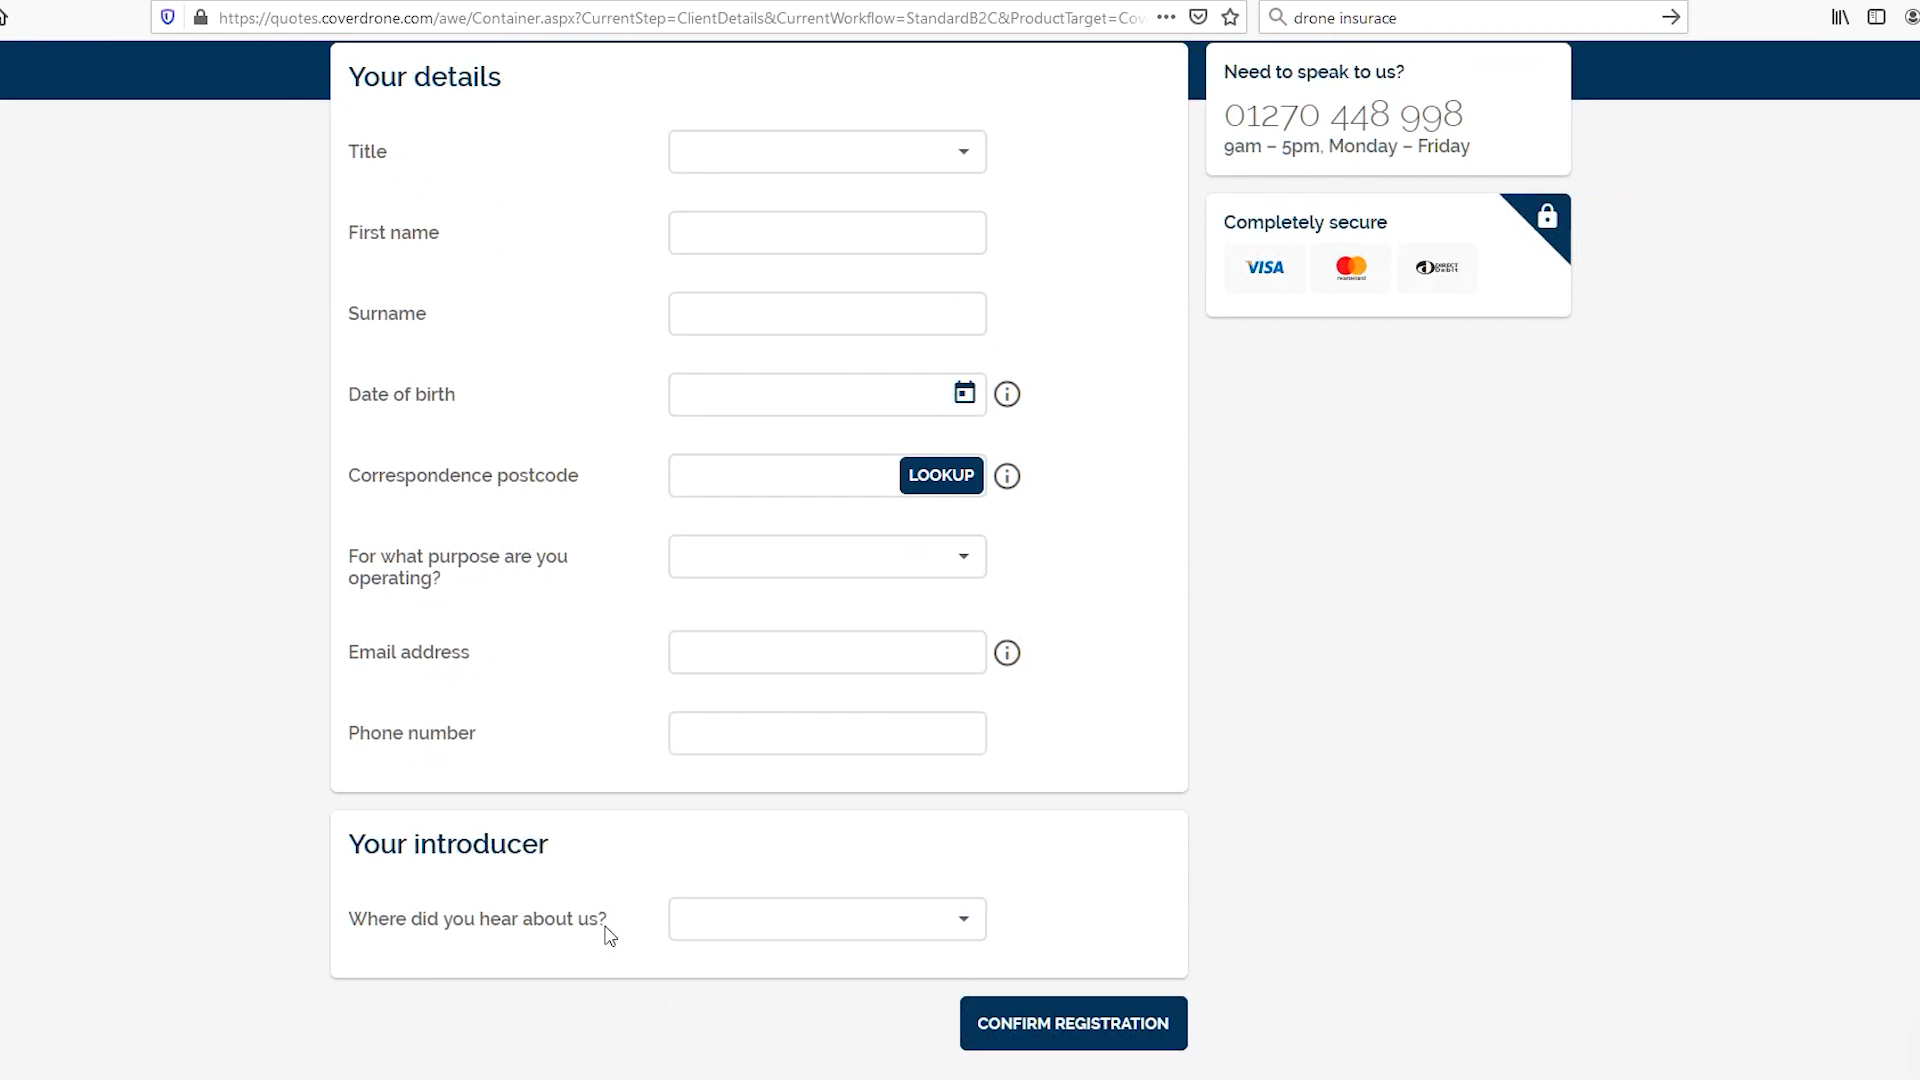 https://quotes.coverdrone.com/awe/Container.aspx?CurrentStep=ClientDetails&CurrentWorkflow=StandardB2C&ProductTarget=Cov
drone insurace
Your details
Need to speak to us?
01270 448 998
9am – 5pm, Monday – Friday
Title
First name
Completely secure
VISA
mastercard
DIRECT Debit
Surname
Date of birth
Correspondence postcode
LOOKUP
For what purpose are you
operating?
Email address
Phone number
Your introducer
Where did you hear about us?
CONFIRM REGISTRATION